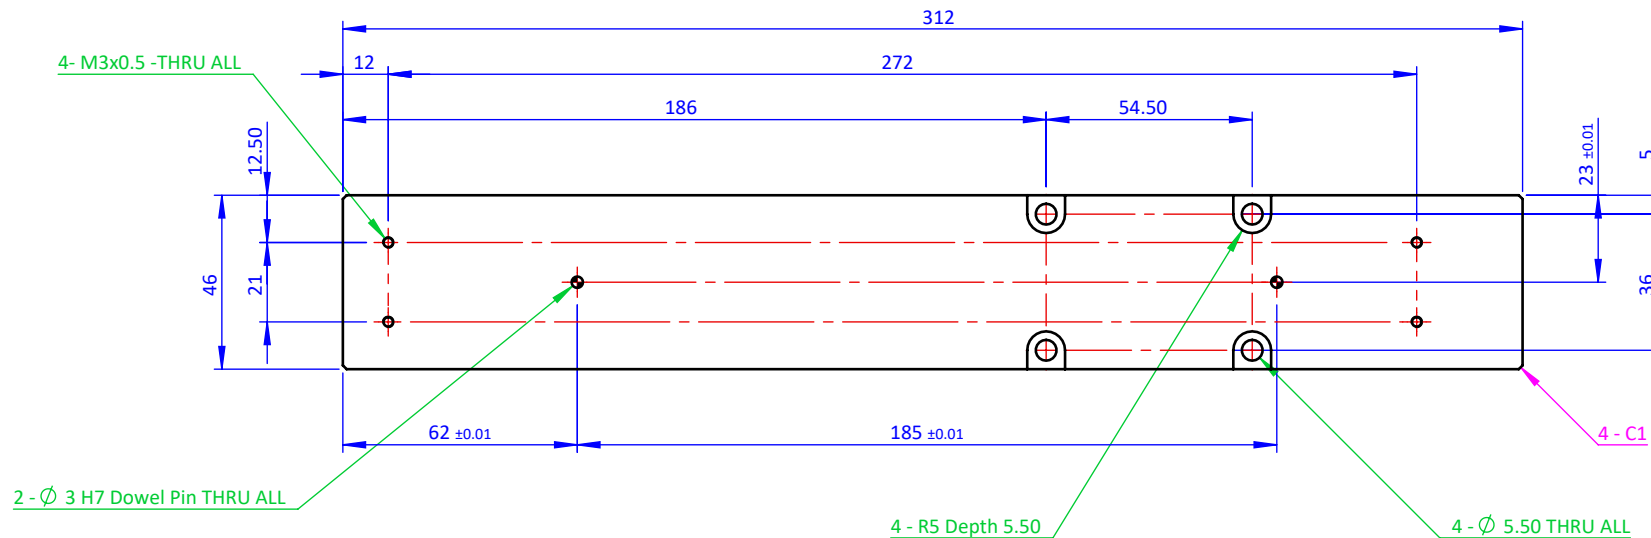 312
4- M3x0.5 -THRU ALL
12
272
186
54.50
12.50
23 ±0.01
5
46
21
36
62 ±0.01
185 ±0.01
4 - C1
2 - ∅ 3 H7 Dowel Pin THRU ALL
4 - R5 Depth 5.50
4 - ∅ 5.50 THRU ALL